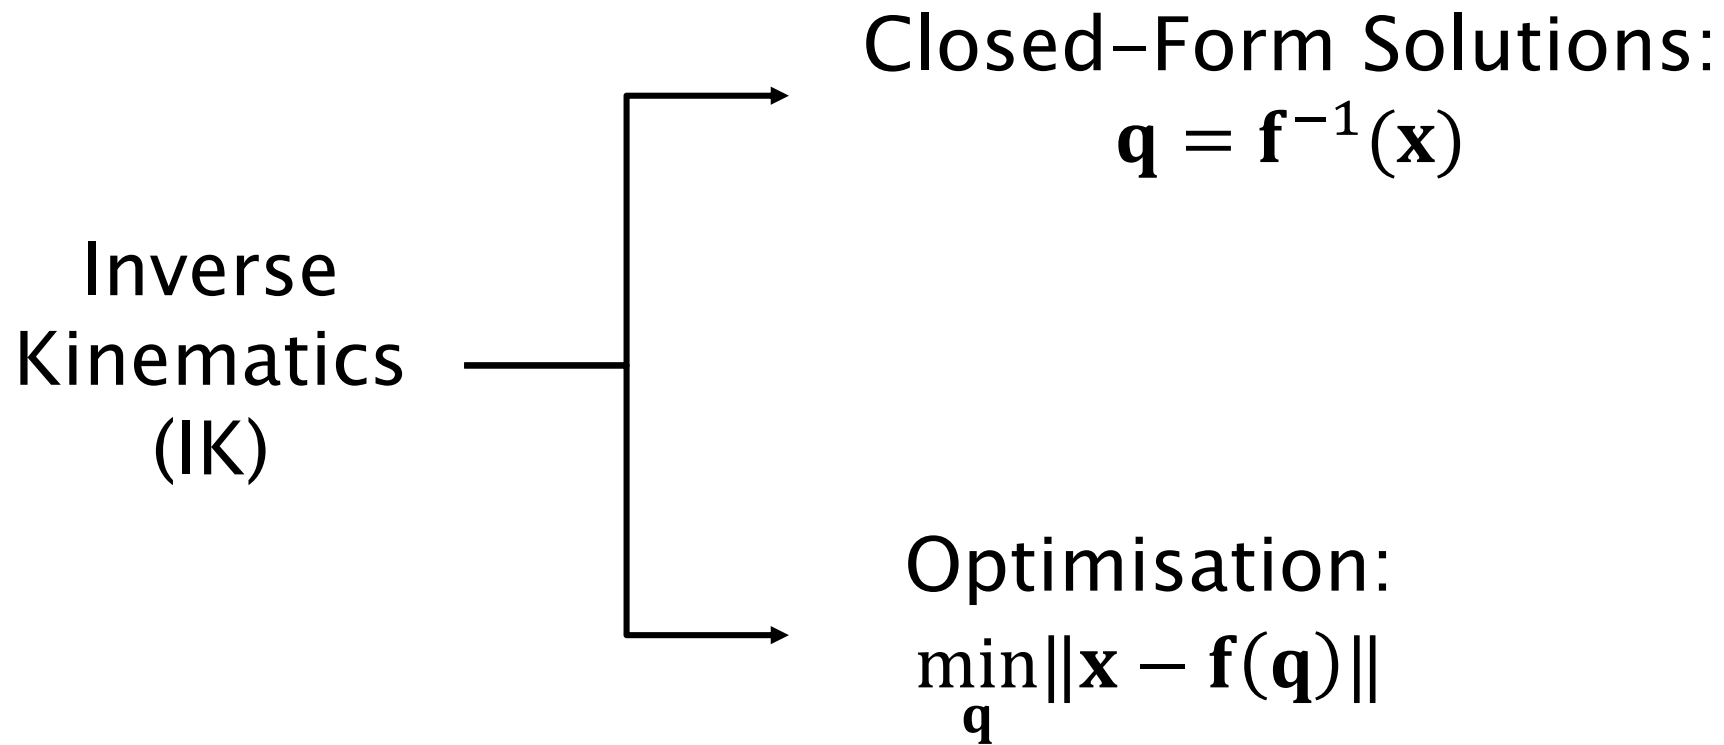 Inverse
Kinematics
(IK)
Closed-Form Solutions:
𝐪 = 𝐟⁻¹(𝐱)
Optimisation:
min‖𝐱 − 𝐟(𝐪)‖
𝐪